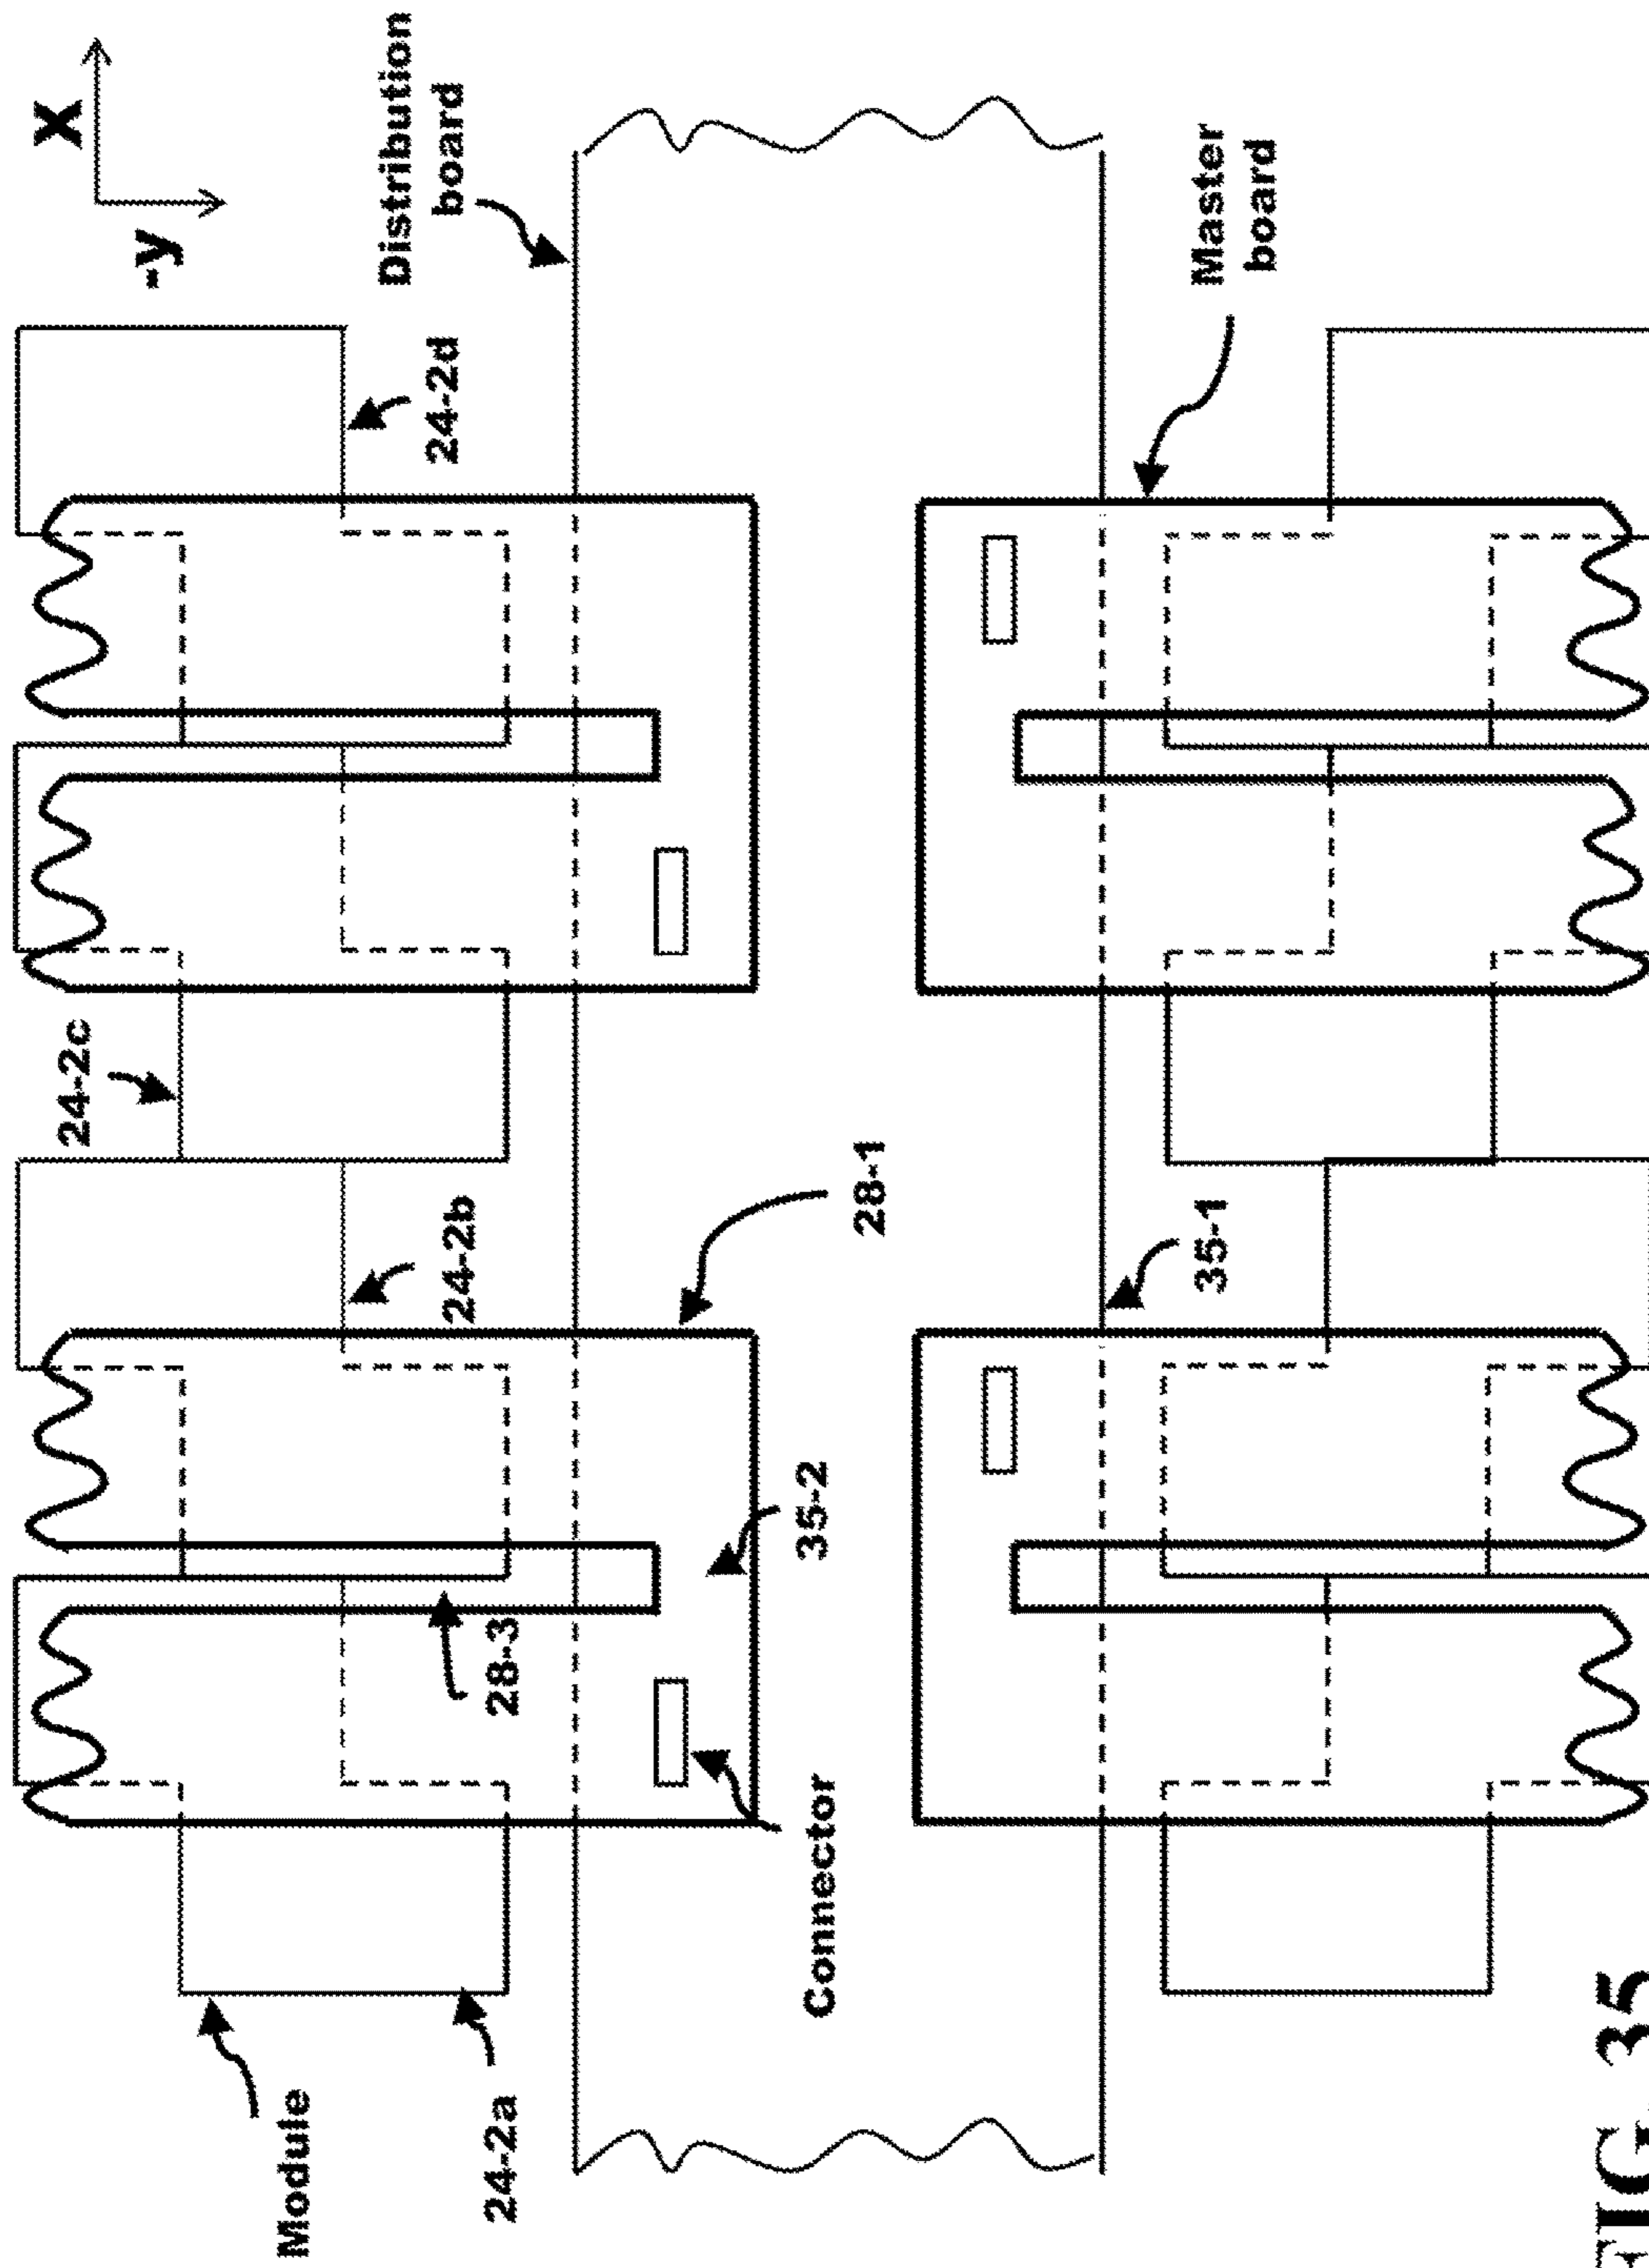 X
-y
Distribution
board
24-2d
Master
board
24-2c
24-2b
28-1
35-1
28-3
35-2
Connector
Module
24-2a
FIG. 35